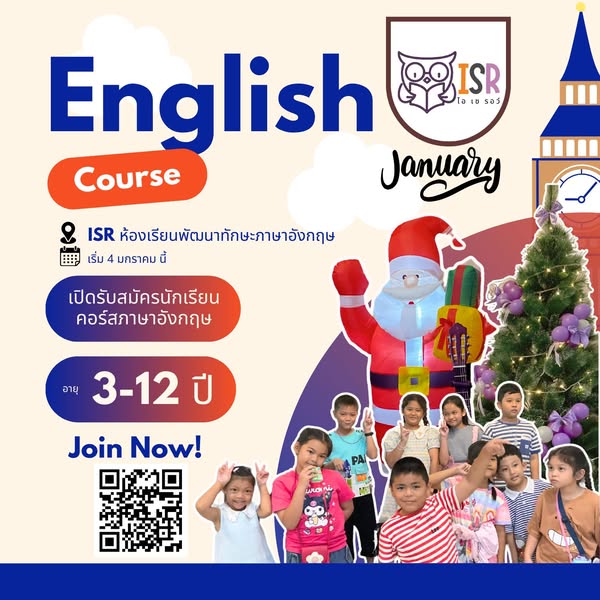 English
Course
ISR
ไอ เซ รอว์
January
ISR ห้องเรียนพัฒนาทักษะภาษาอังกฤษ
เริ่ม 4 มกราคม นี้
เปิดรับสมัครนักเรียน
คอร์สภาษาอังกฤษ
อายุ 3-12 ปี
Join Now!